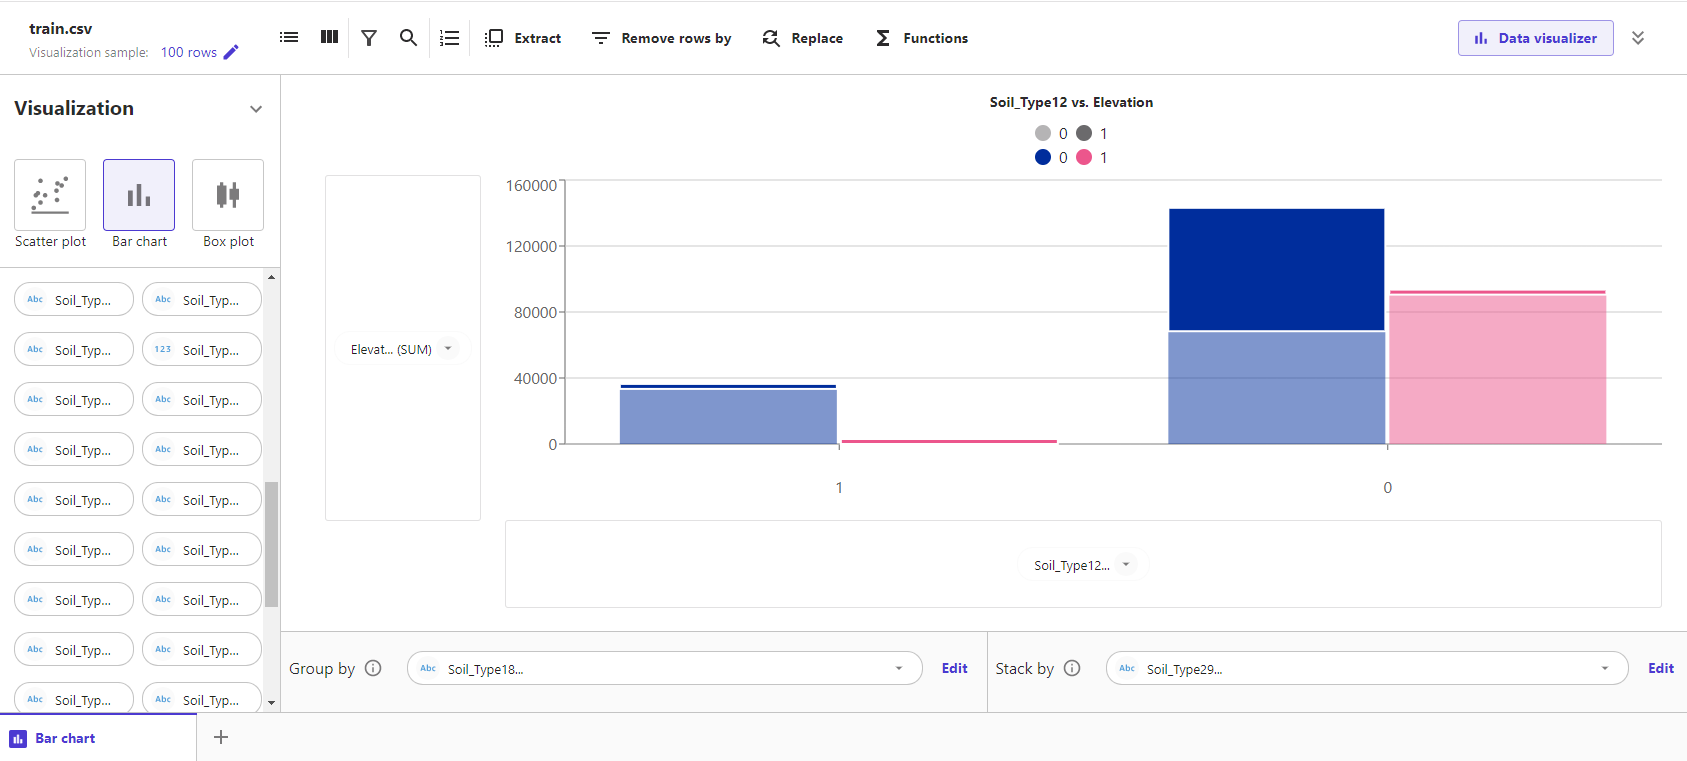 train.csv
Visualization sample: 100 rows
Extract
Remove rows by
Replace
Functions
Data visualizer
Visualization
Scatter plot
Bar chart
Box plot
Abc Soil_Typ...
Abc Soil_Typ...
Abc Soil_Typ...
123 Soil_Typ...
Abc Soil_Typ...
Abc Soil_Typ...
Abc Soil_Typ...
Abc Soil_Typ...
Abc Soil_Typ...
Abc Soil_Typ...
Abc Soil_Typ...
Abc Soil_Typ...
Abc Soil_Typ...
Abc Soil_Typ...
Abc Soil_Typ...
Abc Soil_Typ...
Abc Soil_Typ...
Abc Soil_Typ...
Soil_Type12 vs. Elevation
0 1
0 1
Elevat... (SUM)
160000
120000
80000
40000
0
1 0
Soil_Type12...
Group by
Abc Soil_Type18...
Edit
Stack by
Abc Soil_Type29...
Edit
Bar chart